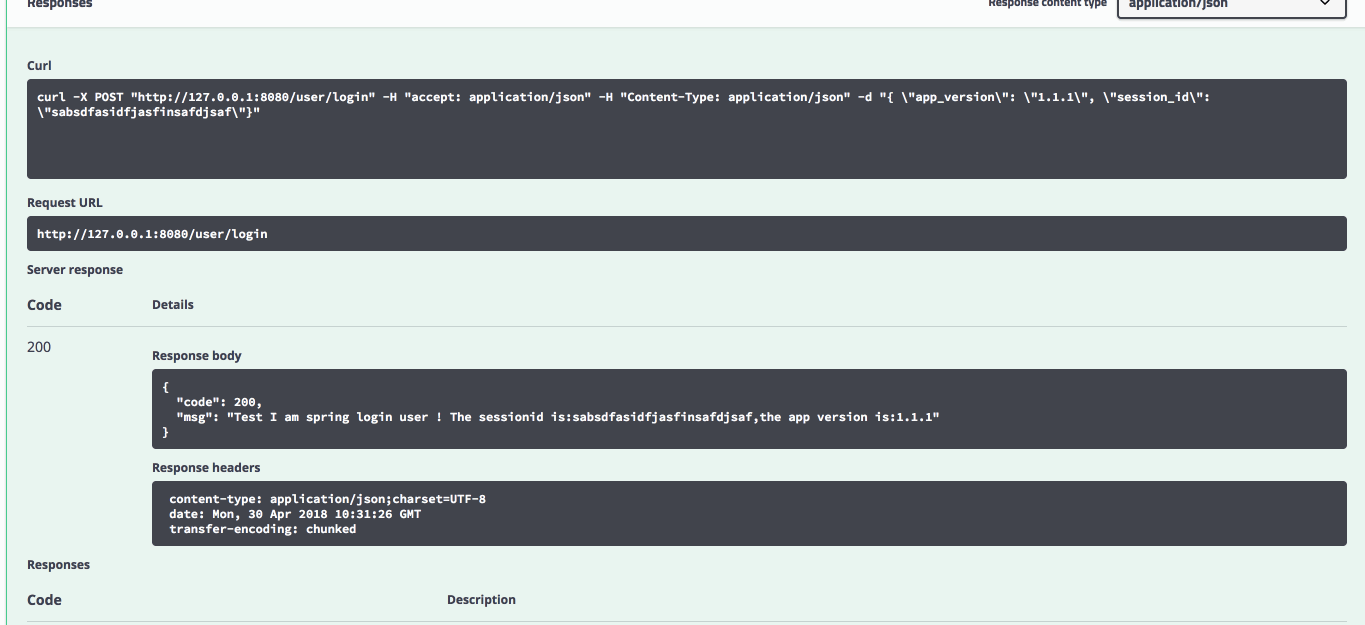 Responses
Response content type
application/json
Curl
curl -X POST "http://127.0.0.1:8080/user/login" -H "accept: application/json" -H "Content-Type: application/json" -d "{ \"app_version\": \"1.1.1\", \"session_id\":
\"sabsdfasidfjasfinsafdjsaf\"}"
Request URL
http://127.0.0.1:8080/user/login
Server response
Code
Details
200
Response body
{
  "code": 200,
  "msg": "Test I am spring login user ! The sessionid is:sabsdfasidfjasfinsafdjsaf,the app version is:1.1.1"
}
Response headers
content-type: application/json;charset=UTF-8
date: Mon, 30 Apr 2018 10:31:26 GMT
transfer-encoding: chunked
Responses
Code
Description